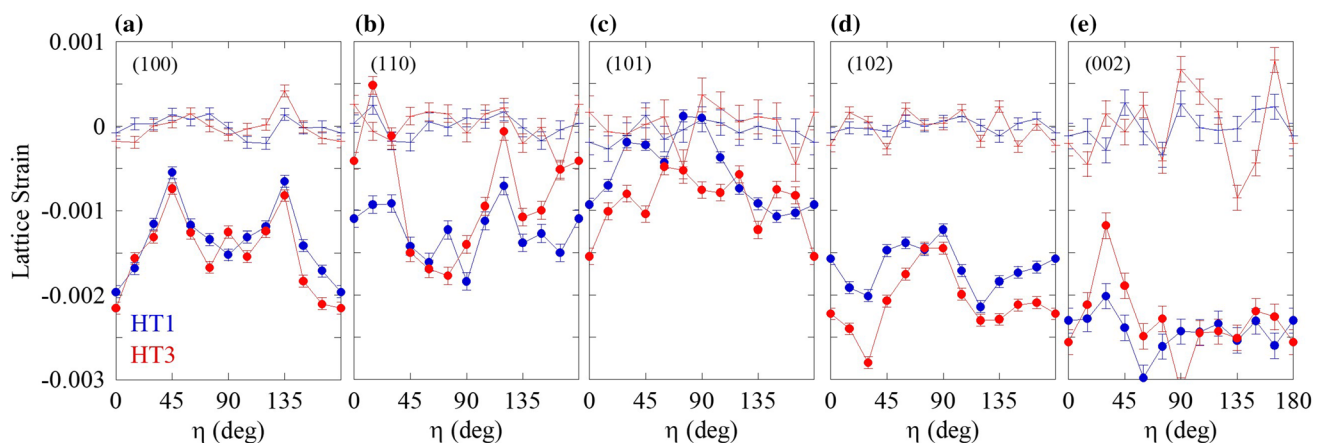 (a) (b) (c) (d) (e)
0.001
0
-0.001
-0.002
-0.003
Lattice Strain
(100) (110) (101) (102) (002)
HT1
HT3
0 45 90 135 0 45 90 135 0 45 90 135 0 45 90 135 0 45 90 135 180
η (deg) η (deg) η (deg) η (deg) η (deg)